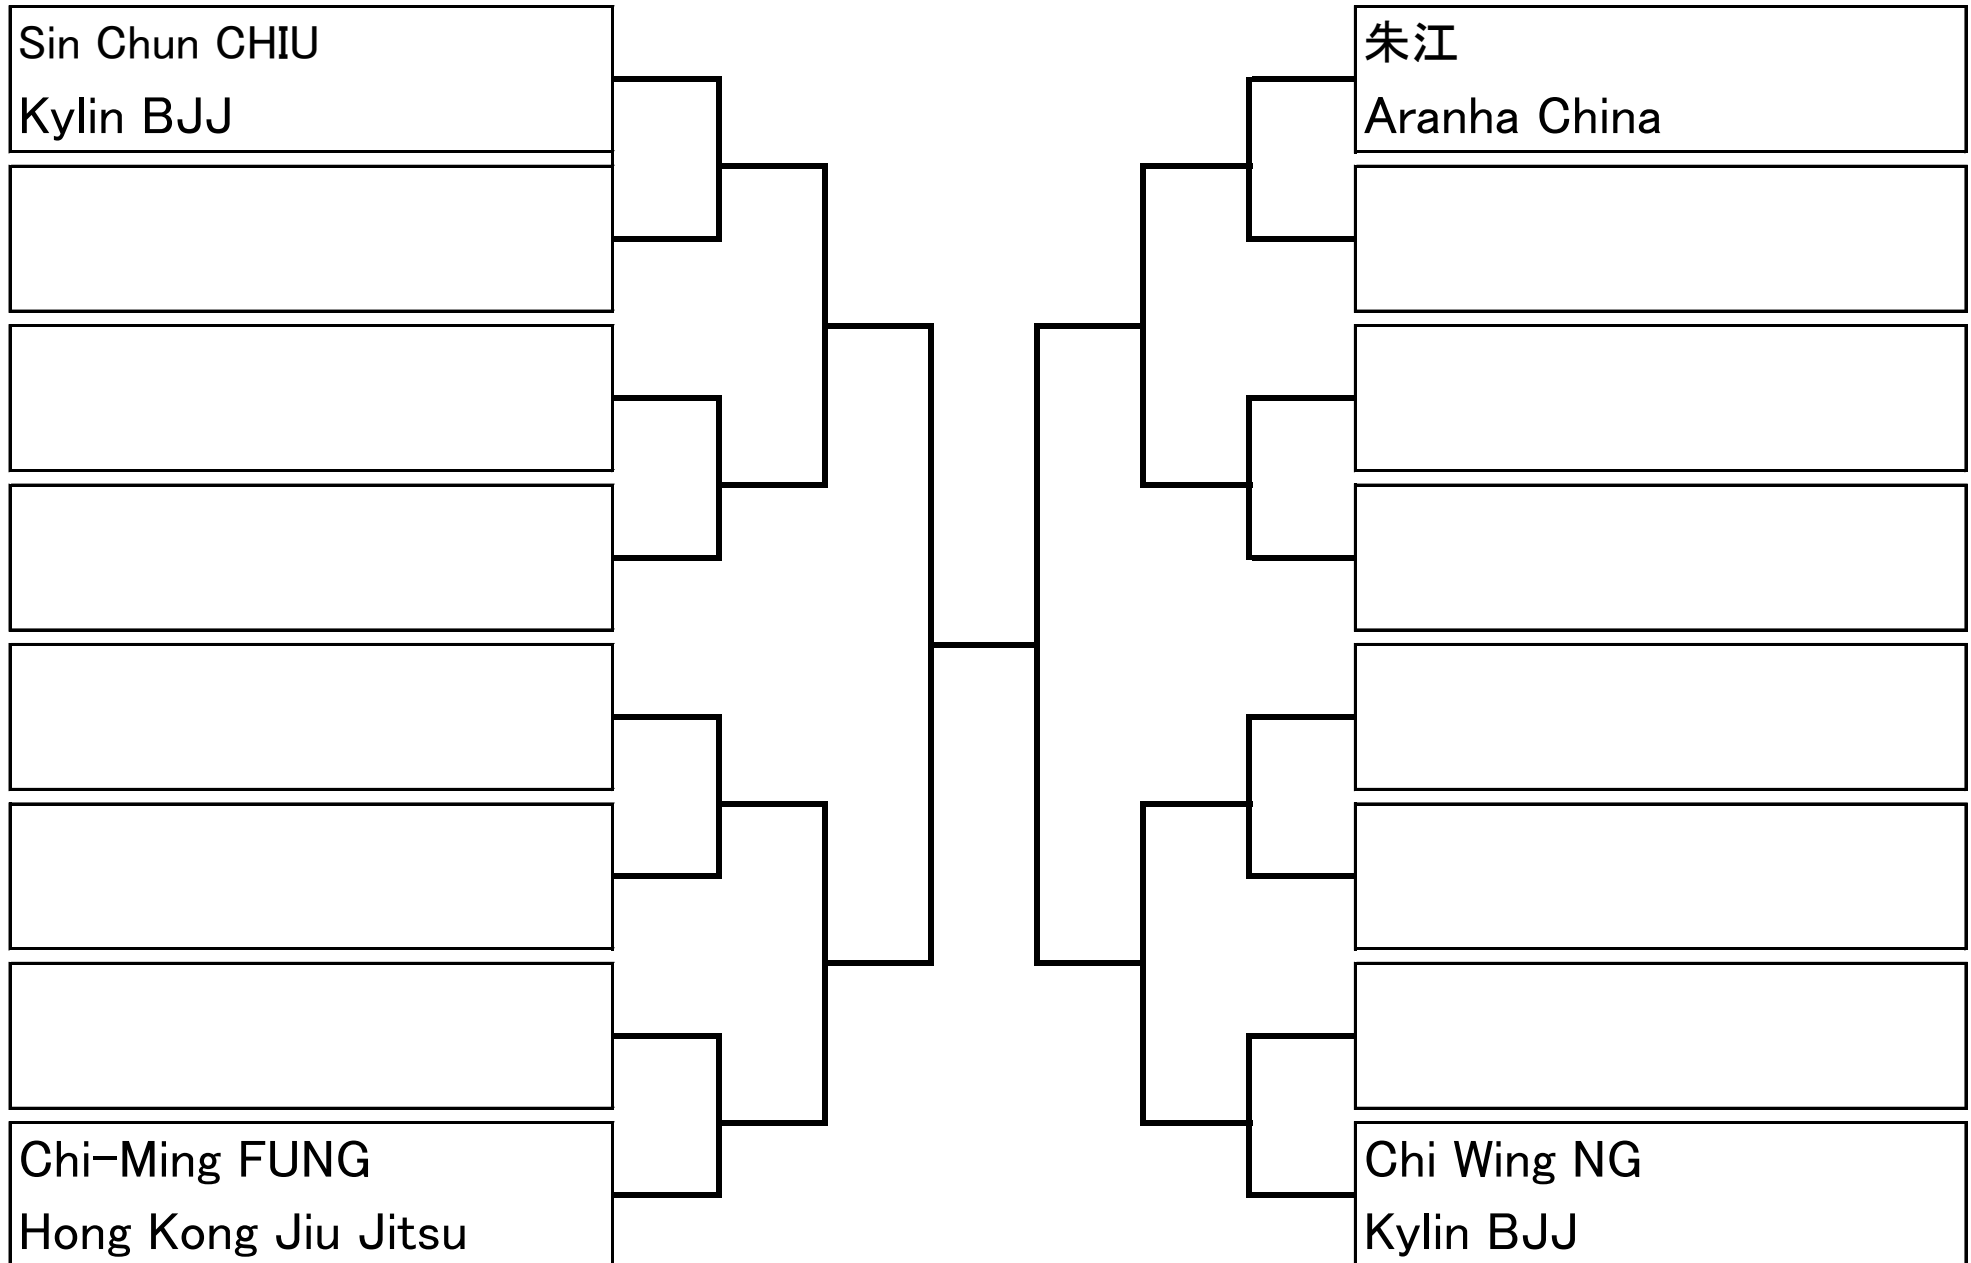 Sin Chun CHIU
Kylin BJJ
朱江
Aranha China
Chi-Ming FUNG
Hong Kong Jiu Jitsu
Chi Wing NG
Kylin BJJ